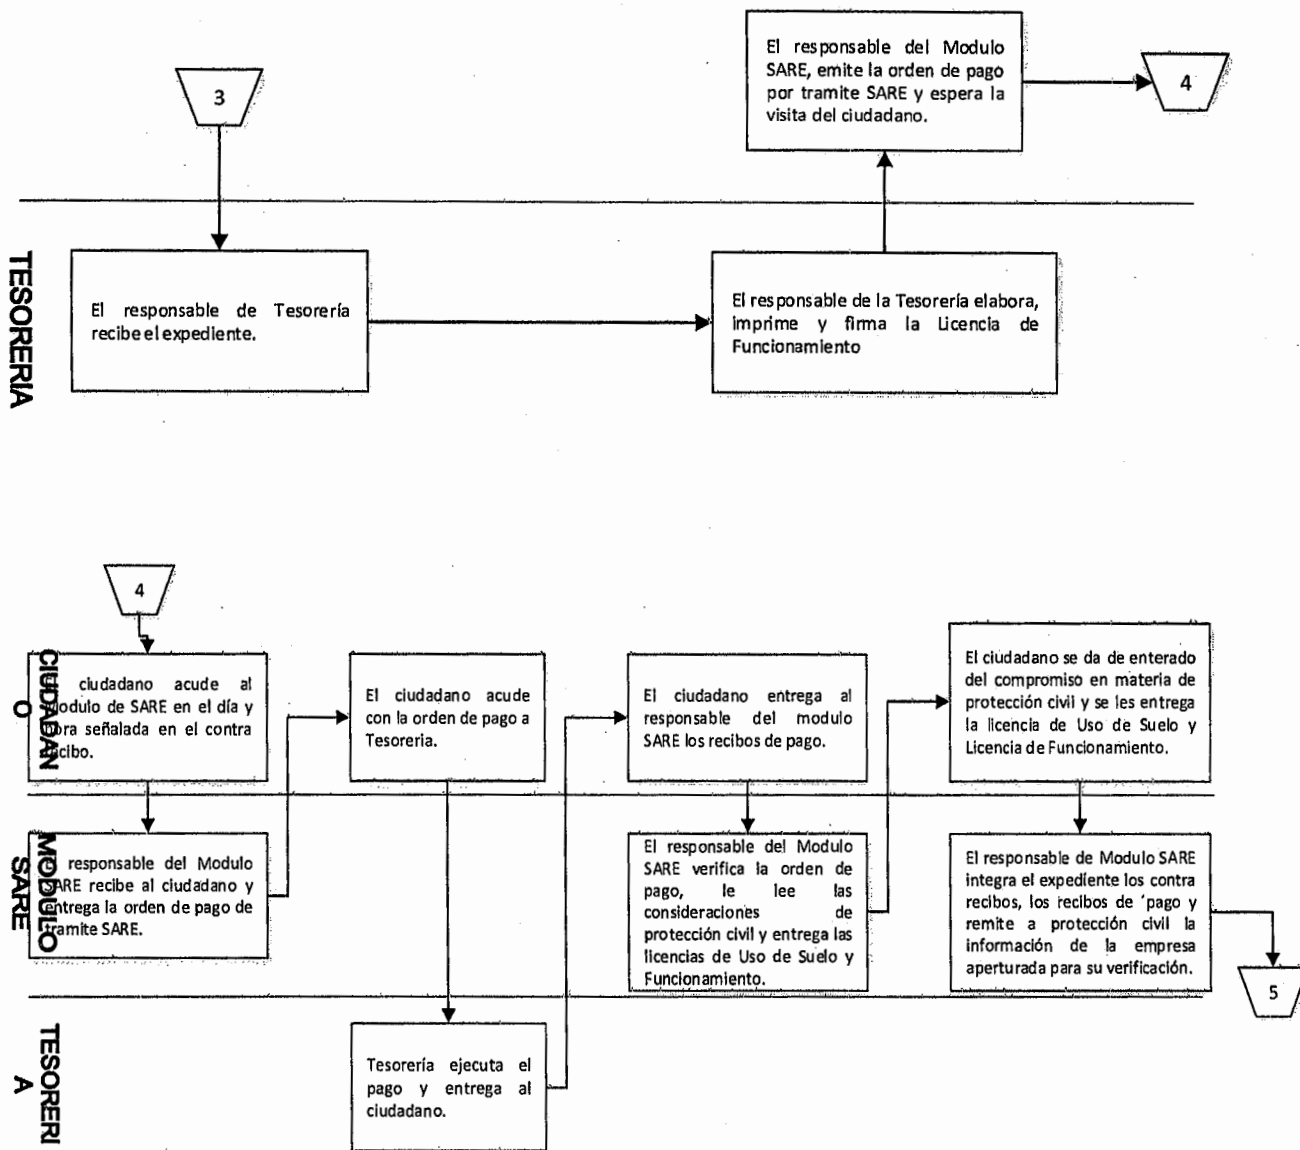 3
El responsable del Modulo
SARE, emite la orden de pago
por tramite SARE y espera la
visita del ciudadano.
4
TESORERIA
El responsable de Tesorería
recibe el expediente.
El responsable de la Tesorería elabora,
imprime y firma la Licencia de
Funcionamiento
4
CIUDADAN
O
ciudadano acude al
Modulo de SARE en el día y
hora señalada en el contra
recibo.
El ciudadano acude
con la orden de pago a
Tesoreria.
El ciudadano entrega al
responsable del modulo
SARE los recibos de pago.
El ciudadano se da de enterado
del compromiso en materia de
protección civil y se les entrega
la licencia de Uso de Suelo y
Licencia de Funcionamiento.
MODULO
SARE
responsable del Modulo
SARE recibe al ciudadano y
entrega la orden de pago de
tramite SARE.
El responsable del Modulo
SARE verifica la orden de
pago, le lee las
consideraciones de
protección civil y entrega las
licencias de Uso de Suelo y
Funcionamiento.
El responsable de Modulo SARE
integra el expediente los contra
recibos, los recibos de pago y
remite a protección civil la
información de la empresa
aperturada para su verificación.
5
TESORERI
A
Tesorería ejecuta el
pago y entrega al
ciudadano.